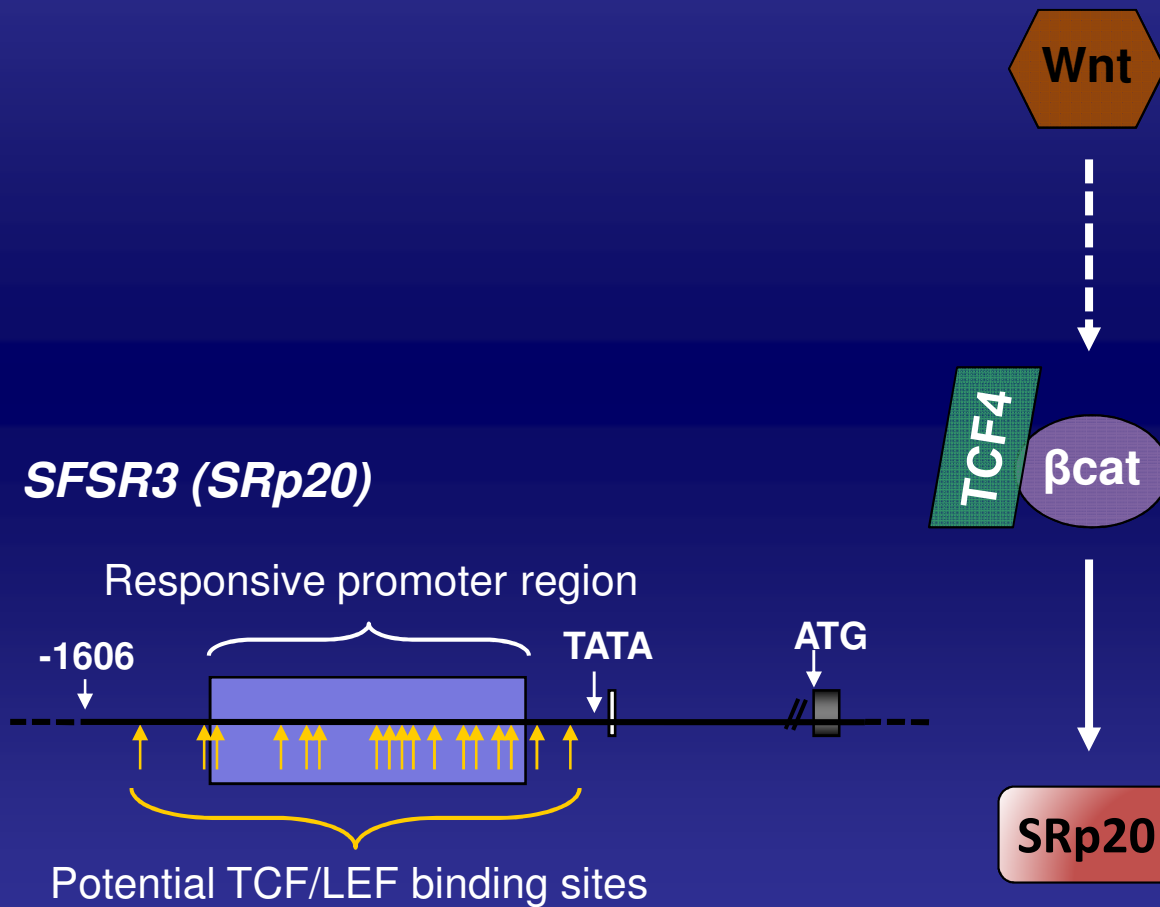 Wnt
TCF4
βcat
SFSR3 (SRp20)
Responsive promoter region
-1606
TATA
ATG
SRp20
Potential TCF/LEF binding sites